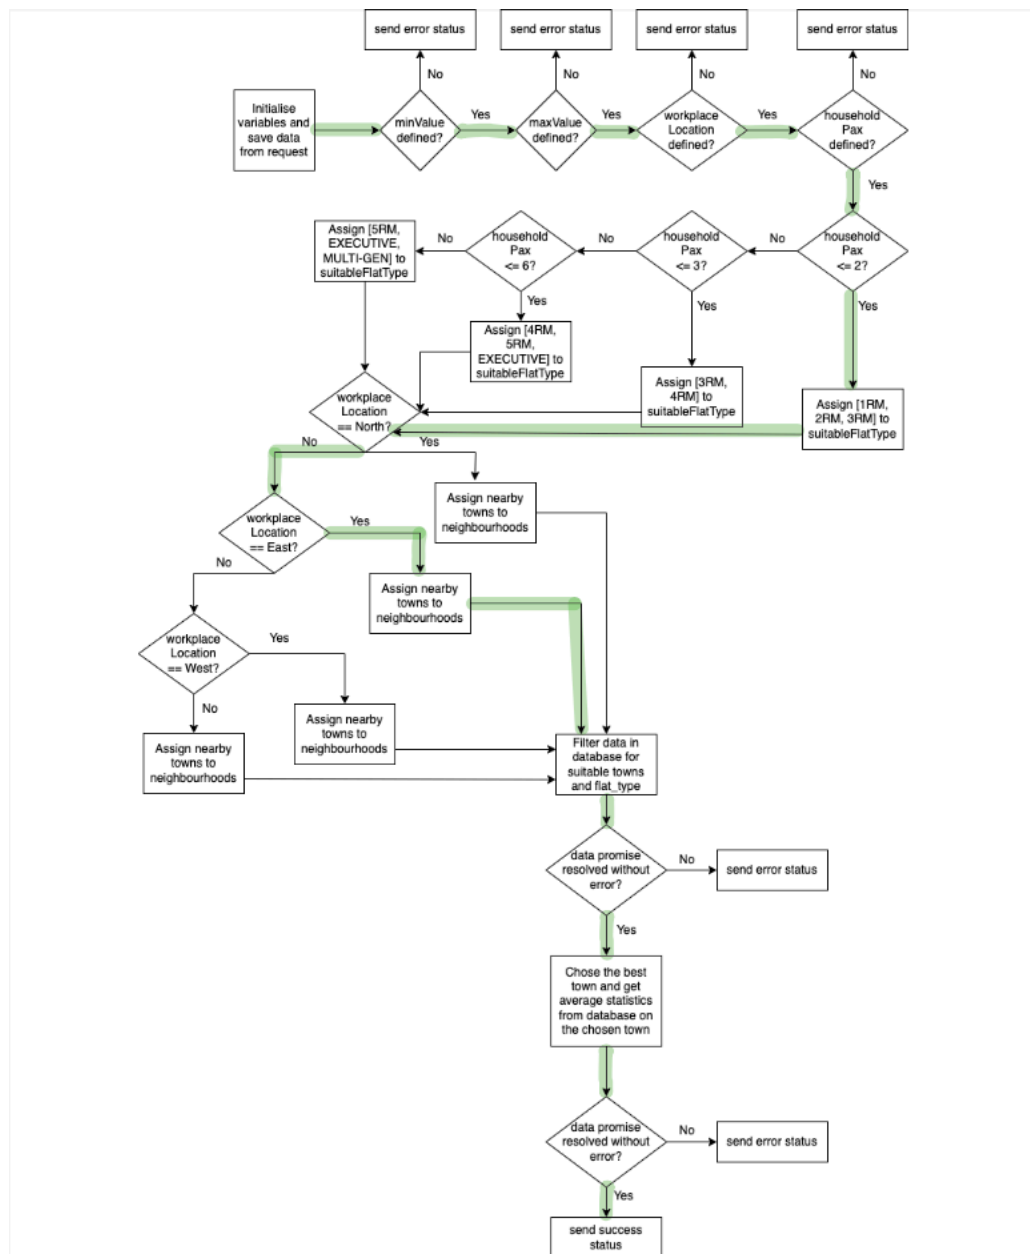 send error status
send error status
send error status
send error status
No
No
No
No
Initialise
variables and
save data
from request
minValue
defined?
Yes
maxValue
defined?
Yes
workplace
Location
defined?
Yes
household
Pax
defined?
Yes
Assign [5RM,
EXECUTIVE,
MULTI-GEN] to
suitableFlatType
No
household
Pax
<= 6?
No
household
Pax
<= 3?
No
household
Pax
<= 2?
Yes
Yes
Yes
Assign [4RM,
5RM,
EXECUTIVE] to
suitableFlatType
Assign [3RM,
4RM] to
suitableFlatType
Assign [1RM,
2RM, 3RM] to
suitableFlatType
workplace
Location
== North?
No
Yes
Assign nearby
towns to
neighbourhoods
workplace
Location
== East?
Yes
No
Assign nearby
towns to
neighbourhoods
workplace
Location
== West?
Yes
No
Assign nearby
towns to
neighbourhoods
Assign nearby
towns to
neighbourhoods
Filter data in
database for
suitable towns
and flat_type
data promise
resolved without
error?
No
send error status
Yes
Chose the best
town and get
average statistics
from database on
the chosen town
data promise
resolved without
error?
No
send error status
Yes
send success
status